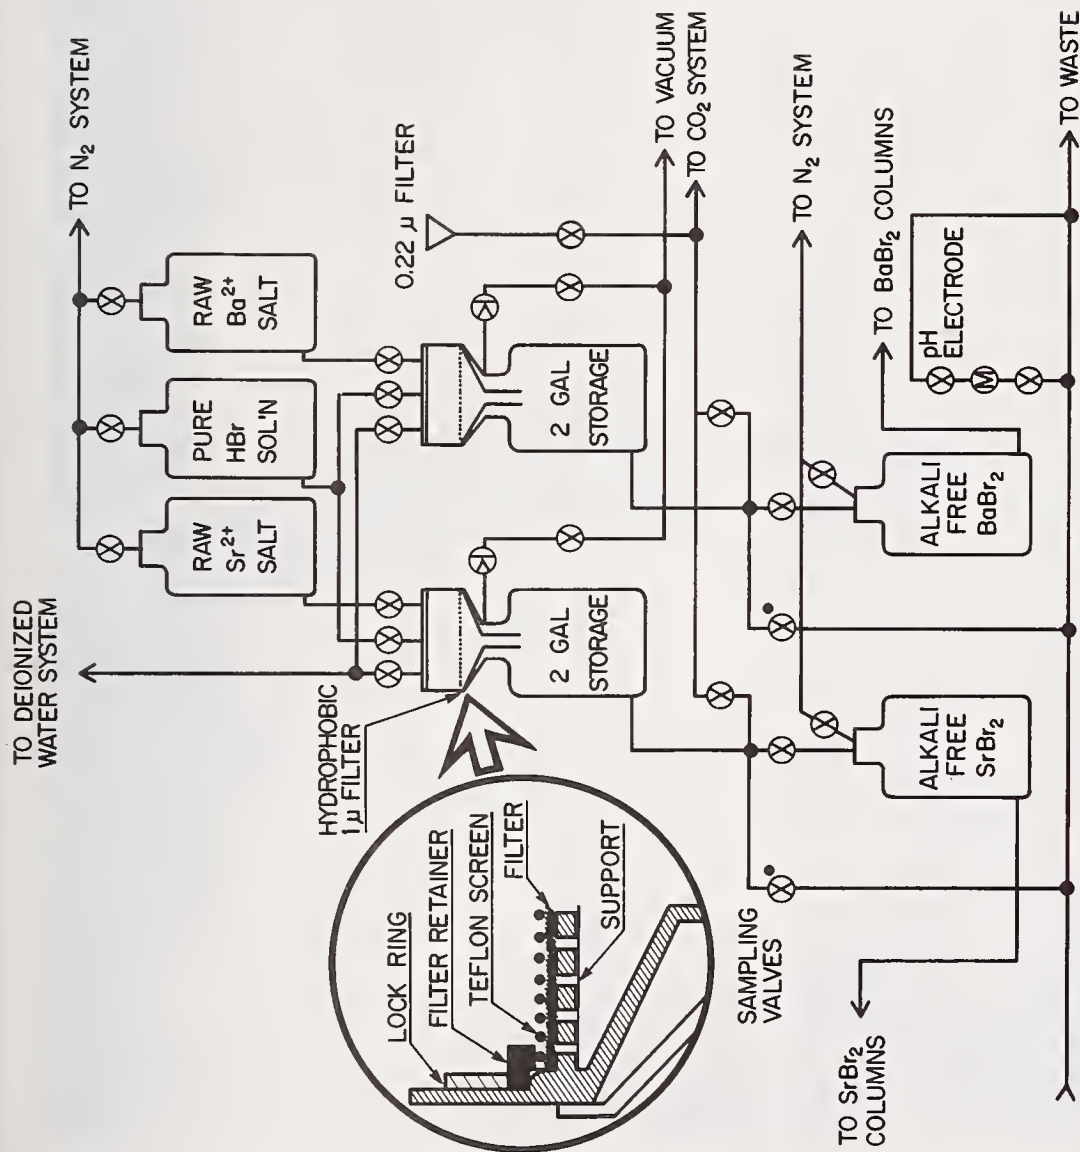 TO DEIONIZED
WATER SYSTEM
TO N₂ SYSTEM
RAW
Sr²⁺
SALT
PURE
HBr
SOL'N
RAW
Ba²⁺
SALT
0.22 μ FILTER
HYDROPHOBIC
1μ FILTER
2 GAL
STORAGE
2 GAL
STORAGE
TO VACUUM
TO CO₂ SYSTEM
LOCK RING
FILTER RETAINER
TEFLON SCREEN
FILTER
SUPPORT
SAMPLING
VALVES
TO N₂ SYSTEM
ALKALI
FREE
SrBr₂
ALKALI
FREE
BaBr₂
TO BaBr₂ COLUMNS
pH
ELECTRODE
M
TO SrBr₂
COLUMNS
TO WASTE